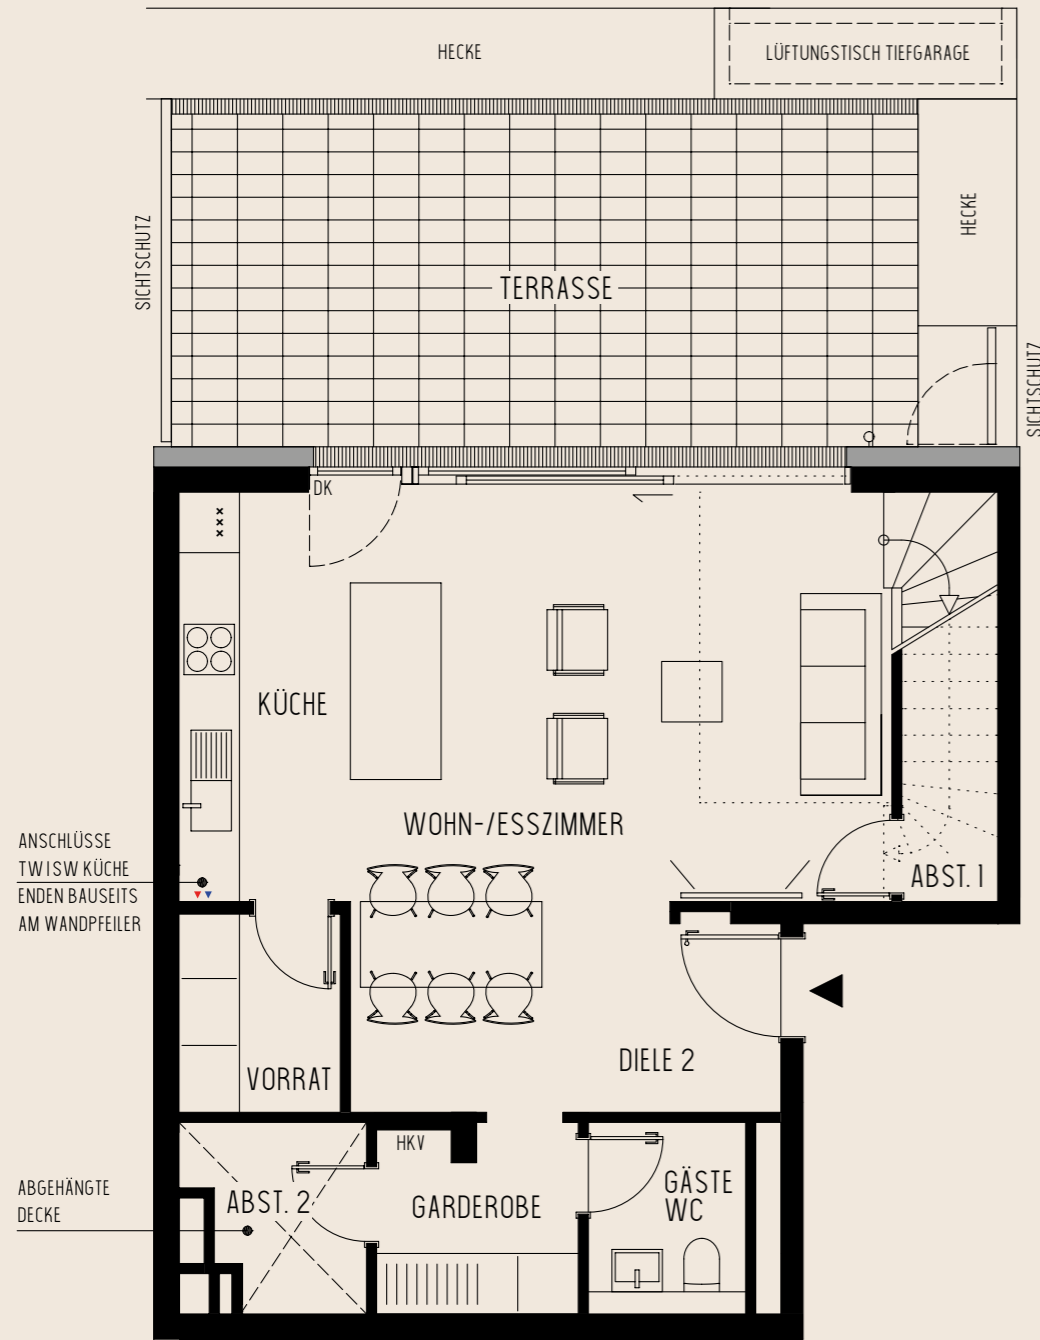 HECKE
LÜFTUNGSTISCH TIEFGARAGE
SICHTSCHUTZ
HECKE
TERRASSE
SICHTSCHUTZ
DK
KÜCHE
WOHN-/ESSZIMMER
ANSCHLÜSSE
TW I SW KÜCHE
ENDEN BAUSEITS
AM WANDPFEILER
ABST. 1
DIELE 2
VORRAT
HKV
ABGEHÄNGTE
DECKE
ABST. 2
GARDEROBE
GÄSTE
WC